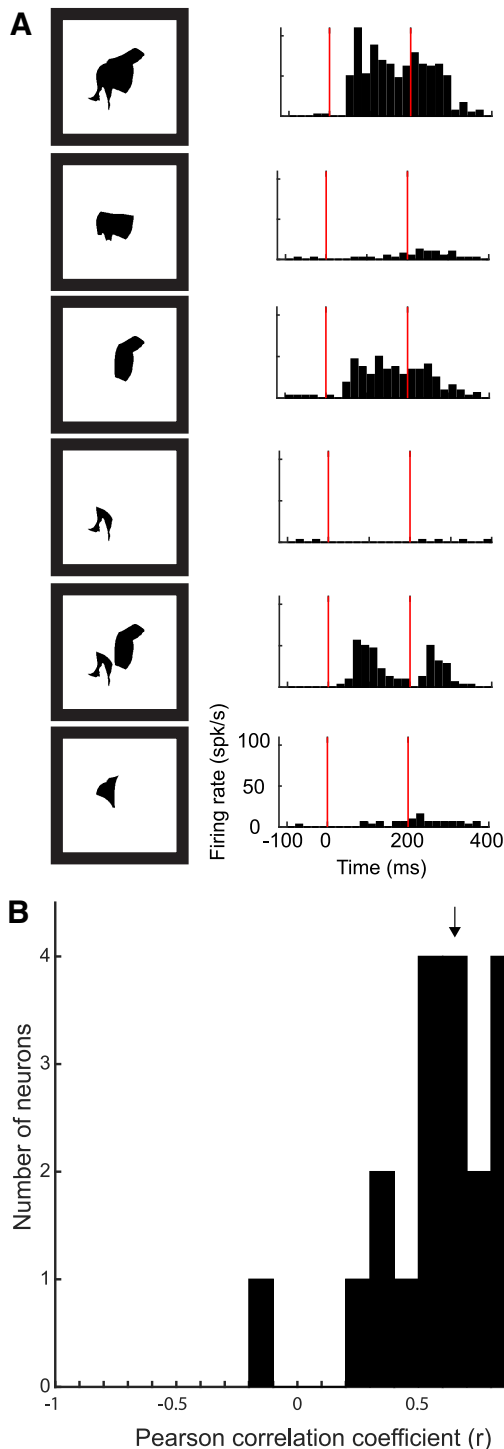 A
Firing rate (spk/s)
100
50
0
-100 0 200 400
Time (ms)
B
Number of neurons
4
3
2
1
0
-1 -0.5 0 0.5
Pearson correlation coefficient (r)